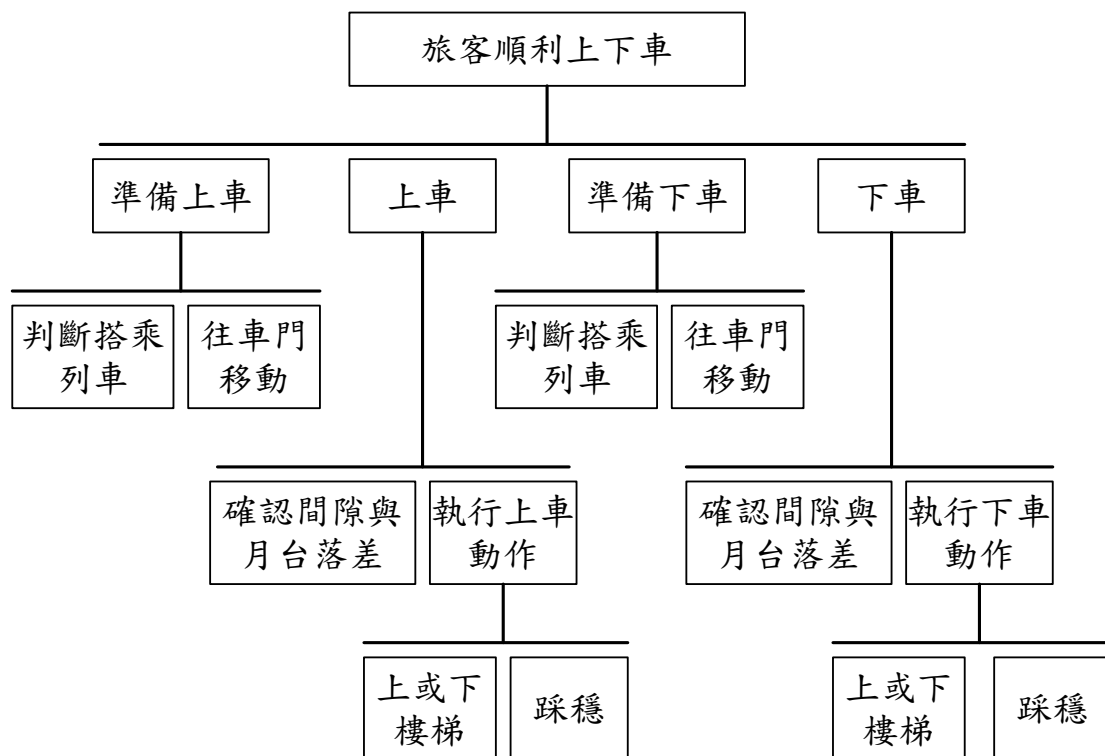 旅客順利上下車
準備上車
上車
準備下車
下車
判斷搭乘
列車
往車門
移動
判斷搭乘
列車
往車門
移動
確認間隙與
月台落差
執行上車
動作
確認間隙與
月台落差
執行下車
動作
上或下
樓梯
踩穩
上或下
樓梯
踩穩